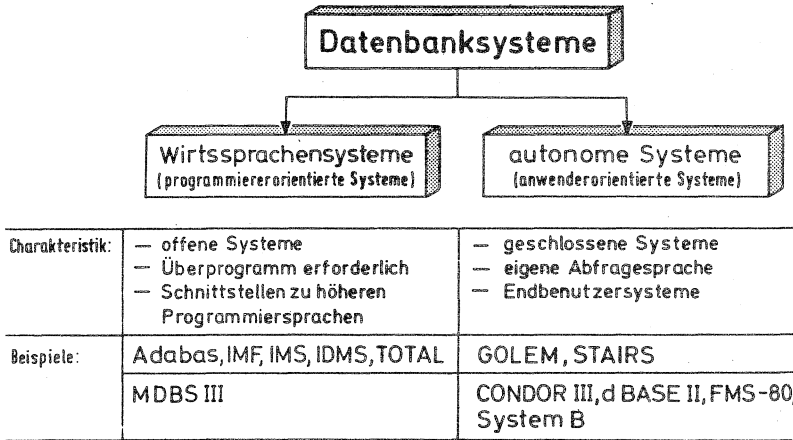 Datenbanksysteme
Wirtssprachensysteme
(programmiererorientierte Systeme)
autonome Systeme
(anwenderorientierte Systeme)
Charakteristik:
— offene Systeme
— Überprogramm erforderlich
— Schnittstellen zu höheren
Programmiersprachen
— geschlossene Systeme
— eigene Abfragesprache
— Endbenutzersysteme
Beispiele:
Adabas, IMF, IMS, IDMS, TOTAL
GOLEM, STAIRS
MDBS III
CONDOR III, d BASE II, FMS-80,
System B